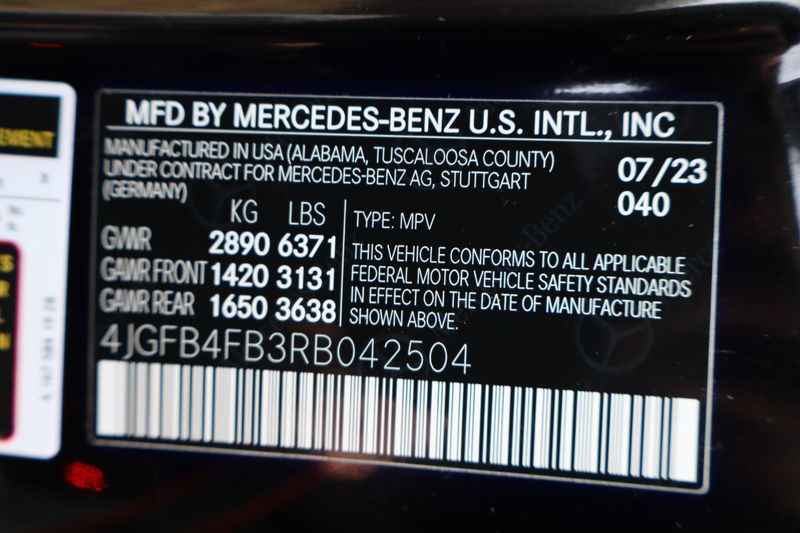 MFD BY MERCEDES-BENZ U.S. INTL., INC
MANUFACTURED IN USA (ALABAMA, TUSCALOOSA COUNTY)
UNDER CONTRACT FOR MERCEDES-BENZ AG, STUTTGART
(GERMANY)
07/23
040
KG LBS
GVWR 2890 6371
GAWR FRONT 1420 3131
GAWR REAR 1650 3638
TYPE: MPV
THIS VEHICLE CONFORMS TO ALL APPLICABLE
FEDERAL MOTOR VEHICLE SAFETY STANDARDS
IN EFFECT ON THE DATE OF MANUFACTURE
SHOWN ABOVE.
4JGFB4FB3RB042504